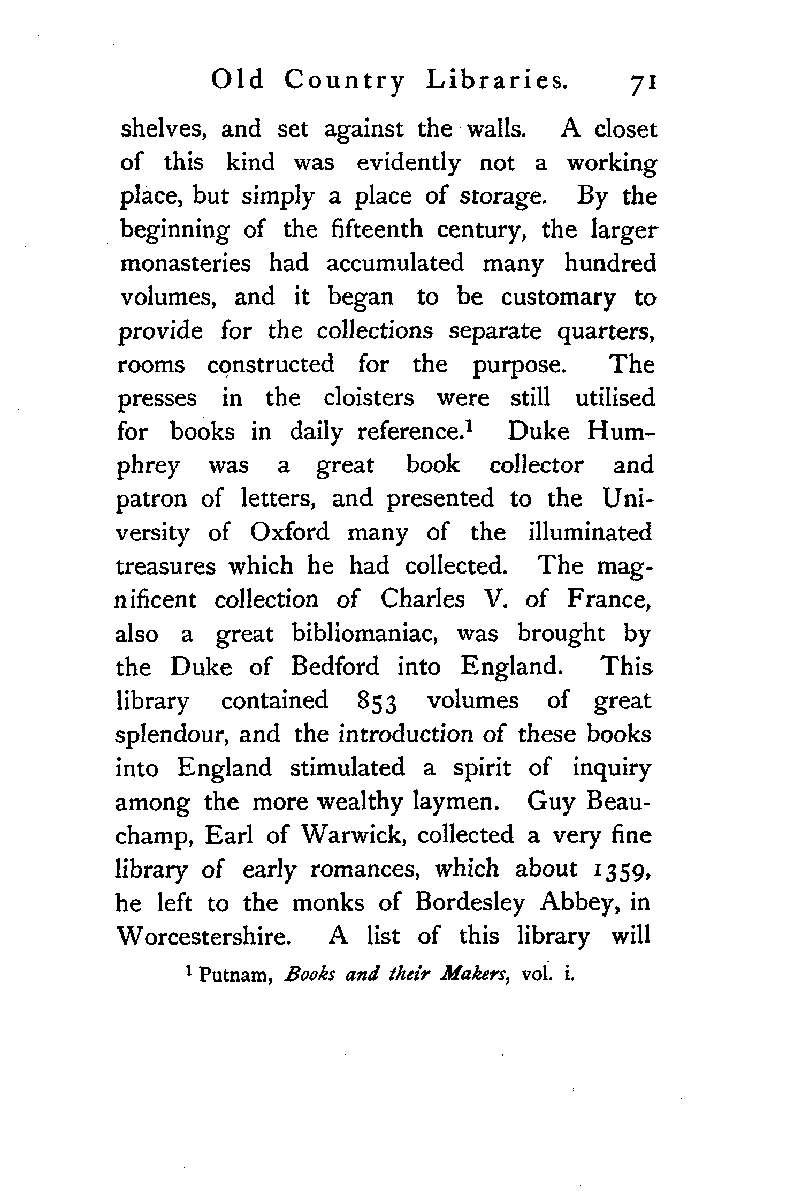 Old Country Libraries. 71
shelves, and set against the walls. A closet
of this kind was evidently not a working
place, but simply a place of storage. By the
beginning of the fifteenth century, the larger
monasteries had accumulated many hundred
volumes, and it began to be customary to
provide for the collections separate quarters,
rooms constructed for the purpose. The
presses in the cloisters were still utilised
for books in daily reference.¹ Duke Hum-
phrey was a great book collector and
patron of letters, and presented to the Uni-
versity of Oxford many of the illuminated
treasures which he had collected. The mag-
nificent collection of Charles V. of France,
also a great bibliomaniac, was brought by
the Duke of Bedford into England. This
library contained 853 volumes of great
splendour, and the introduction of these books
into England stimulated a spirit of inquiry
among the more wealthy laymen. Guy Beau-
champ, Earl of Warwick, collected a very fine
library of early romances, which about 1359,
he left to the monks of Bordesley Abbey, in
Worcestershire. A list of this library will
¹ Putnam, Books and their Makers, vol. i.